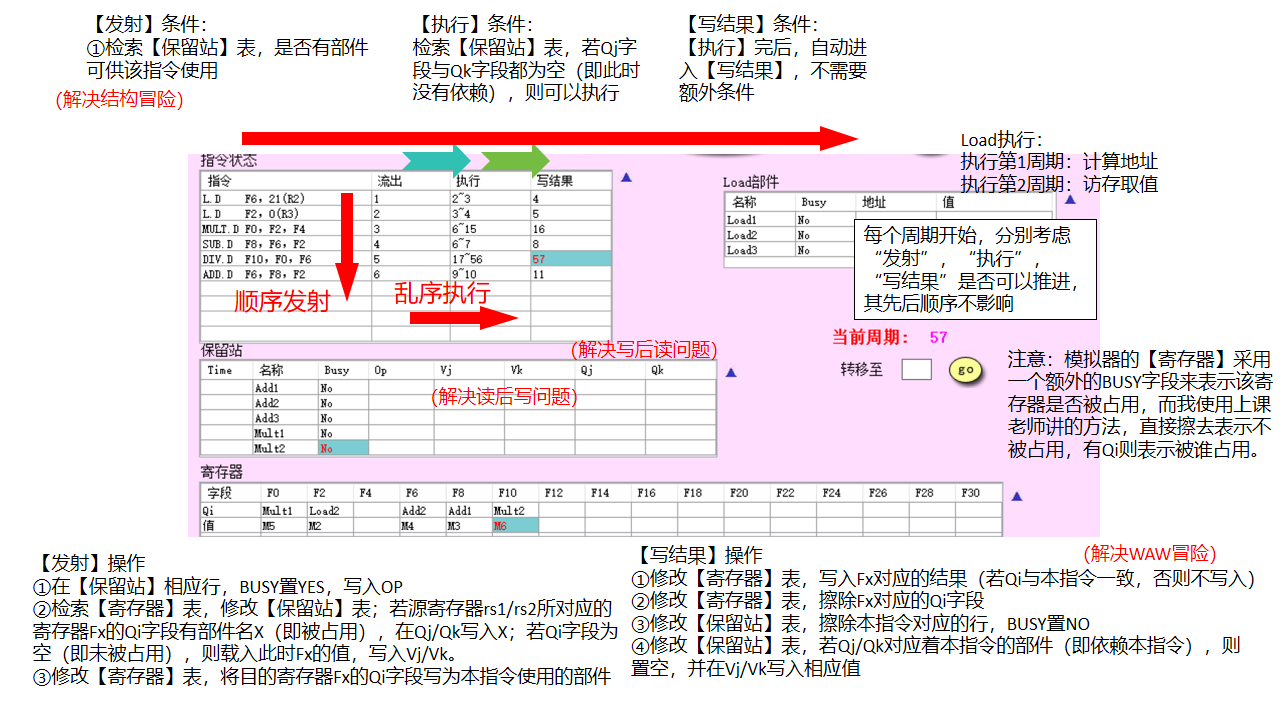 【发射】条件：
①检索【保留站】表，是否有部件
可供该指令使用
(解决结构冒险)
【执行】条件：
检索【保留站】表，若Qj字
段与Qk字段都为空（即此时
没有依赖），则可以执行
【写结果】条件：
【执行】完后，自动进
入【写结果】，不需要
额外条件
Load执行：
执行第1周期：计算地址
执行第2周期：访存取值
指令状态
指令 流出 执行 写结果
L.D F6, 21(R2) 1 2~3 4
L.D F2, 0(R3) 2 3~4 5
MULT.D F0, F2, F4 3 6~15 16
SUB.D F8, F6, F2 4 6~7 8
DIV.D F10, F0, F6 5 17~56 57
ADD.D F6, F8, F2 6 9~10 11
顺序发射
乱序执行
Load部件
名称 Busy 地址 值
Load1 No
Load2 No
Load3 No
每个周期开始，分别考虑
“发射”，“执行”，
“写结果”是否可以推进，
其先后顺序不影响
当前周期： 57
转移至 go
(解决写后读问题)
保留站
Time 名称 Busy Op Vj Vk Qj Qk
Add1 No
Add2 No
Add3 No
Mult1 No
Mult2 No
(解决读后写问题)
注意：模拟器的【寄存器】采用
一个额外的BUSY字段来表示该寄
存器是否被占用，而我使用上课
老师讲的方法，直接擦去表示不
被占用，有Qi则表示被谁占用。
寄存器
字段 F0 F2 F4 F6 F8 F10 F12 F14 F16 F18 F20 F22 F24 F26 F28 F30
Qi Mult1 Load2 Add2 Add1 Mult2
值 M5 M2 M4 M3 M6
【发射】操作
①在【保留站】相应行，BUSY置YES，写入OP
②检索【寄存器】表，修改【保留站】表；若源寄存器rs1/rs2所对应的
寄存器Fx的Qi字段有部件名X（即被占用），在Qj/Qk写入X；若Qi字段为
空（即未被占用），则载入此时Fx的值，写入Vj/Vk。
③修改【寄存器】表，将目的寄存器Fx的Qi字段写为本指令使用的部件
【写结果】操作
(解决WAW冒险)
①修改【寄存器】表，写入Fx对应的结果（若Qi与本指令一致，否则不写入）
②修改【寄存器】表，擦除Fx对应的Qi字段
③修改【保留站】表，擦除本指令对应的行，BUSY置NO
④修改【保留站】表，若Qj/Qk对应着本指令的部件（即依赖本指令），则
置空，并在Vj/Vk写入相应值